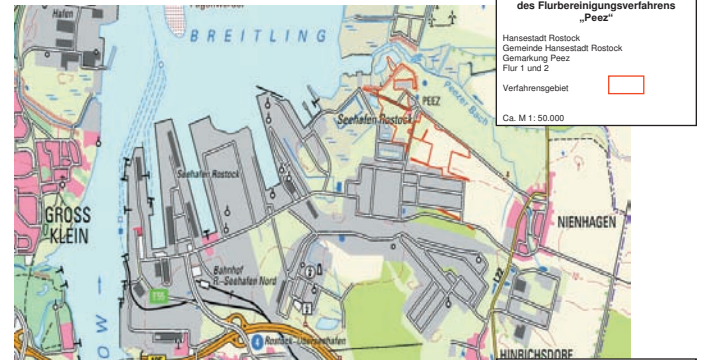 des Flurbereinigungsverfahrens
„Peez“
Hansestadt Rostock
Gemeinde Hansestadt Rostock
Gemarkung Peez
Flur 1 und 2
Verfahrensgebiet
Ca. M 1: 50.000
Hafen
BREITLING
PEEZ
Peezer Bach
Seehafen Rostock
Seehafen Rostock
GROSS
KLEIN
NIENHAGEN
Bahnhof
R.-Seehafen Nord
E55
Rostock-Überseehafen
HINRICHSDORF